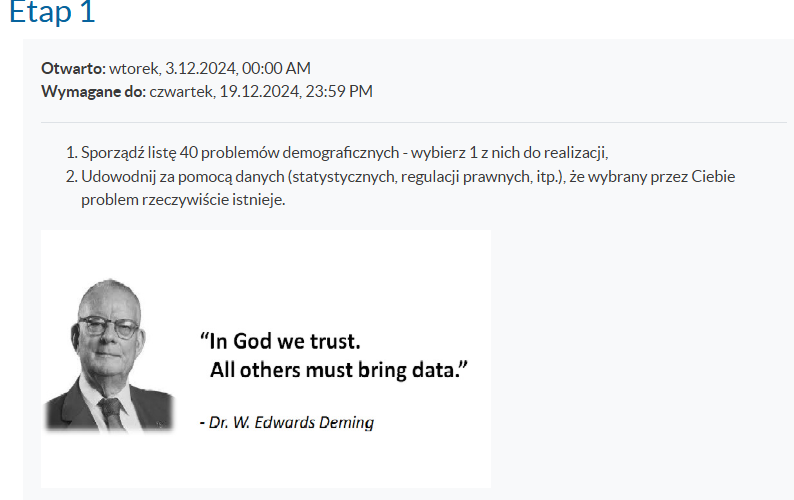 Etap 1
Otwarto: wtorek, 3.12.2024, 00:00 AM
Wymagane do: czwartek, 19.12.2024, 23:59 PM
1. Sporządź listę 40 problemów demograficznych - wybierz 1 z nich do realizacji,
2. Udowodnij za pomocą danych (statystycznych, regulacji prawnych, itp.), że wybrany przez Ciebie
problem rzeczywiście istnieje.
“In God we trust.
All others must bring data.”
- Dr. W. Edwards Deming